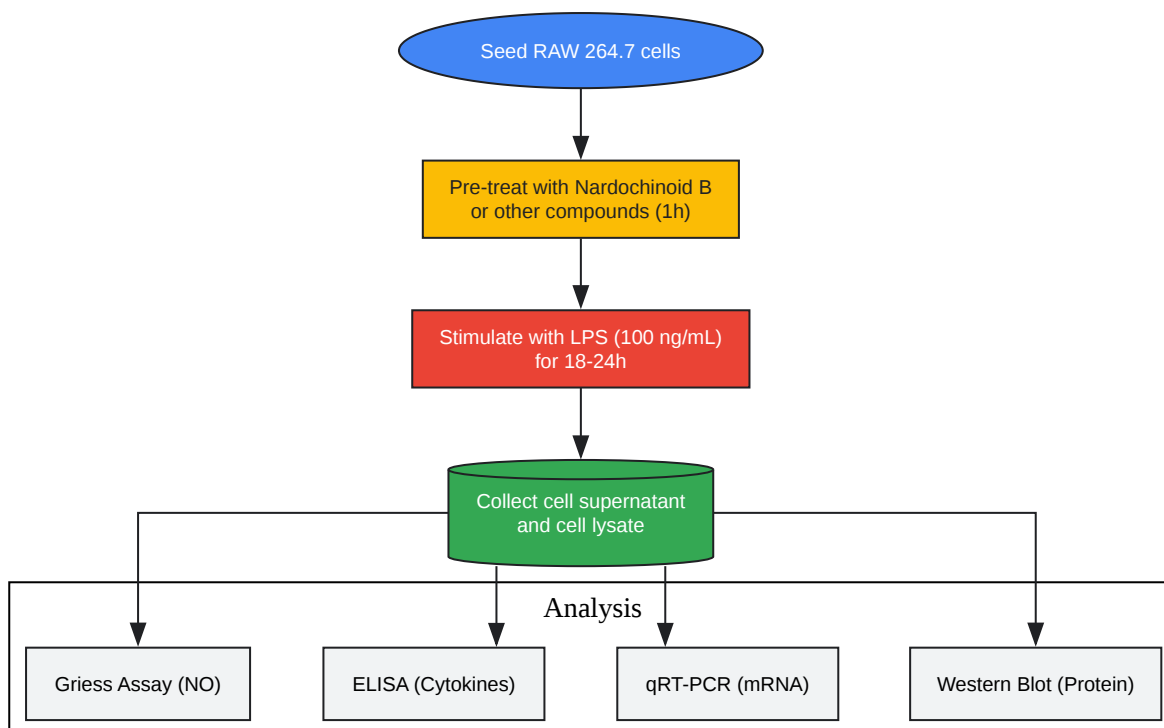 Seed RAW 264.7 cells
Pre-treat with Nardochinoid B
or other compounds (1h)
Stimulate with LPS (100 ng/mL)
for 18-24h
Collect cell supernatant
and cell lysate
Analysis
Griess Assay (NO)
ELISA (Cytokines)
qRT-PCR (mRNA)
Western Blot (Protein)